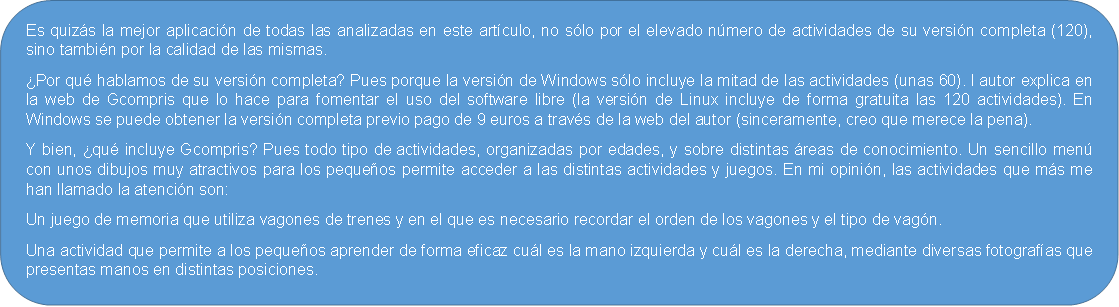 Es quizás la mejor aplicación de todas las analizadas en este artículo, no sólo por el elevado número de actividades de su versión completa (120),
sino también por la calidad de las mismas.
¿Por qué hablamos de su versión completa? Pues porque la versión de Windows sólo incluye la mitad de las actividades (unas 60). l autor explica en
la web de Gcompris que lo hace para fomentar el uso del software libre (la versión de Linux incluye de forma gratuita las 120 actividades). En
Windows se puede obtener la versión completa previo pago de 9 euros a través de la web del autor (sinceramente, creo que merece la pena).
Y bien, ¿qué incluye Gcompris? Pues todo tipo de actividades, organizadas por edades, y sobre distintas áreas de conocimiento. Un sencillo menú
con unos dibujos muy atractivos para los pequeños permite acceder a las distintas actividades y juegos. En mi opinión, las actividades que más me
han llamado la atención son:
Un juego de memoria que utiliza vagones de trenes y en el que es necesario recordar el orden de los vagones y el tipo de vagón.
Una actividad que permite a los pequeños aprender de forma eficaz cuál es la mano izquierda y cuál es la derecha, mediante diversas fotografías que
presentas manos en distintas posiciones.